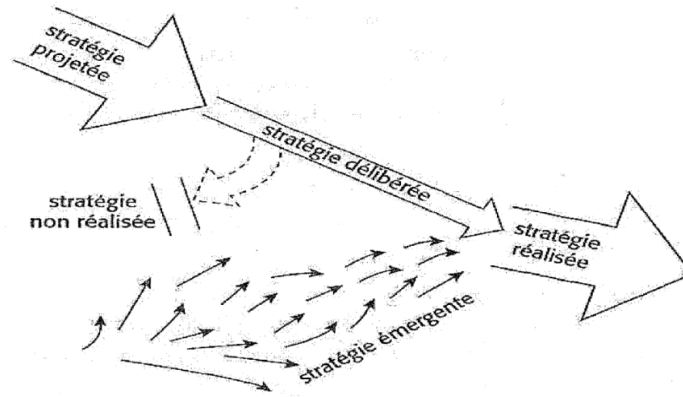 stratégie
projetée
stratégie délibérée
stratégie
non réalisée
stratégie
réalisée
stratégie émergente